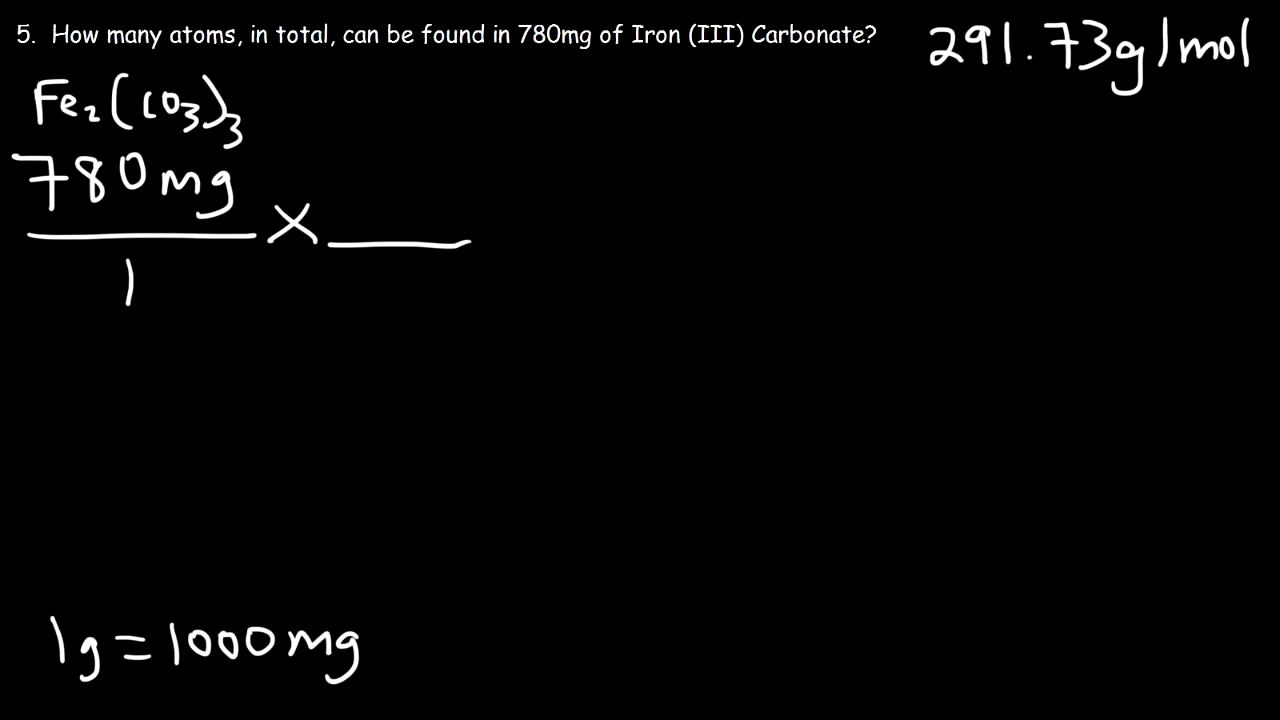 5. How many atoms, in total, can be found in 780mg of Iron (III) Carbonate?
291.73g/mol
Fe₂(CO₃)₃
780mg
1
×
1g = 1000mg